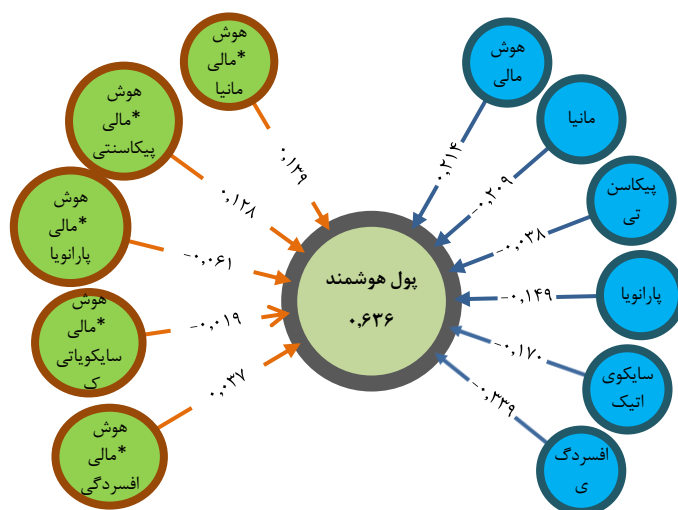 هوش
مالی
۰٫۲۱۴
مانیا
-۰٫۲۰۹
پیکاسن
تی
-۰٫۰۳۸
پارانویا
-۰٫۱۴۹
سایکوی
اتیک
-۰٫۱۷۰
افسردگ
ی
-۰٫۳۳۹
پول هوشمند
۰٫۶۳۶
هوش
مالی*
مانیا
۰٫۱۳۹
هوش
مالی*
پیکاسنتی
۰٫۱۲۸
هوش
مالی*
پارانویا
-۰٫۰۶۱
هوش
مالی*
سایکویاتی
ک
-۰٫۰۱۹
هوش
مالی*
افسردگی
۰٫۰۳۷